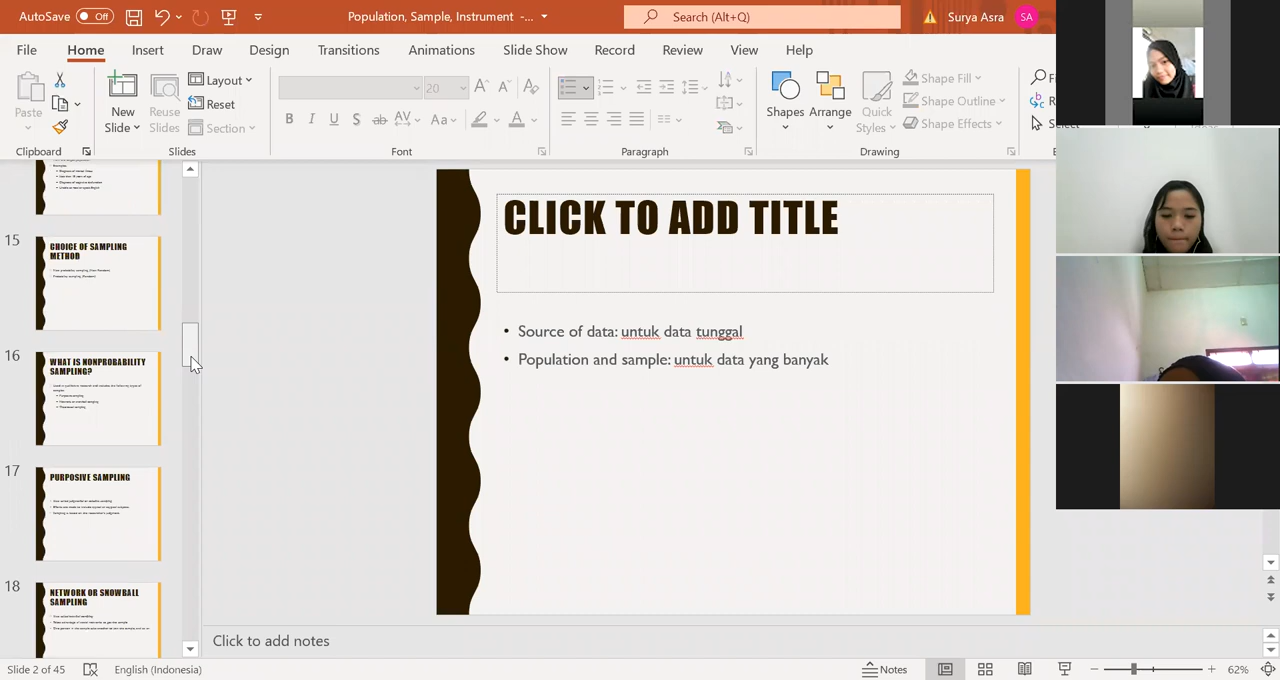 AutoSave Off Population, Sample, Instrument -... Search (Alt+Q) Surya Asra SA
File Home Insert Draw Design Transitions Animations Slide Show Record Review View Help
Paste
Clipboard
New Slide
Reuse Slides
Layout
Reset
Section
Slides
20
B I U S ab AV Aa A
Font
Paragraph
Shapes
Arrange
Quick Styles
Shape Fill
Shape Outline
Shape Effects
Drawing
15
CHOICE OF SAMPLING
METHOD
16
WHAT IS NONPROBABILITY
SAMPLING?
17
PURPOSIVE SAMPLING
18
NETWORK OR SNOWBALL
SAMPLING
CLICK TO ADD TITLE
• Source of data: untuk data tunggal
• Population and sample: untuk data yang banyak
Click to add notes
Slide 2 of 45 English (Indonesia) Notes 62%